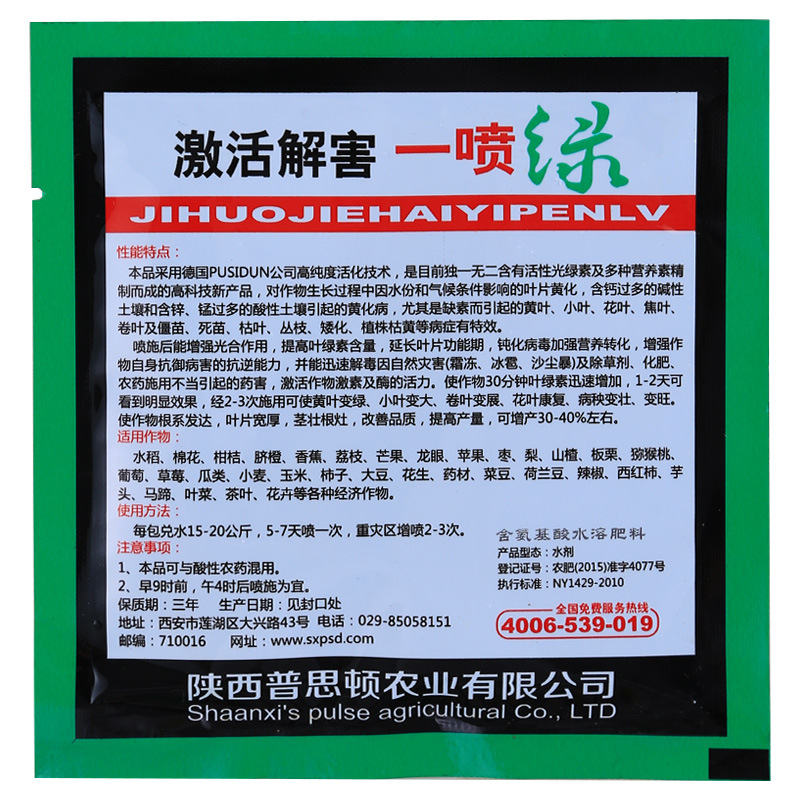 激活解害 一喷绿
JIHUOJIEHAIYIPENLV
性能特点：
本品采用德国PUSIDUN公司高纯度活化技术，是目前独一无二含有活性光绿素及多种营养素精
制而成的高科技新产品，对作物生长过程中因水份和气候条件影响的叶片黄化，含钙过多的碱性
土壤和含锌、锰过多的酸性土壤引起的黄化病，尤其是缺素而引起的黄叶、小叶、花叶、焦叶、
卷叶及僵苗、死苗、枯叶、丛枝、矮化、植株枯黄等病症有特效。
喷施后能增强光合作用，提高叶绿素含量，延长叶片功能期，钝化病毒加强营养转化，增强作
物自身抗御病害的抗逆能力，并能迅速解毒因自然灾害(霜冻、冰雹、沙尘暴)及除草剂、化肥、
农药施用不当引起的药害，激活作物激素及酶的活力。使作物30分钟叶绿素迅速增加，1-2天可
看到明显效果，经2-3次施用可使黄叶变绿、小叶变大、卷叶变展、花叶康复、病秧变壮、变旺。
使作物根系发达，叶片宽厚，茎壮根灶，改善品质，提高产量，可增产30-40%左右。
适用作物：
水稻、棉花、柑桔、脐橙、香蕉、荔枝、芒果、龙眼、苹果、枣、梨、山楂、板栗、猕猴桃、
葡萄、草莓、瓜类、小麦、玉米、柿子、大豆、花生、药材、菜豆、荷兰豆、辣椒、西红柿、芋
头、马蹄、叶菜、茶叶、花卉等各种经济作物。
使用方法：
每包兑水15-20公斤，5-7天喷一次，重灾区增喷2-3次。
注意事项：
1、本品可与酸性农药混用。
2、早9时前，午4时后喷施为宜。
保质期：三年 生产日期：见封口处
地址：西安市莲湖区大兴路43号 电话：029-85058151
邮编：710016 网址：www.sxpsd.com
含氨基酸水溶肥料
产品型态：水剂
登记证号：农肥(2015)准字4077号
执行标准：NY1429-2010
全国免费服务热线
4006-539-019
陕西普思顿农业有限公司
Shaanxi's pulse agricultural Co., LTD